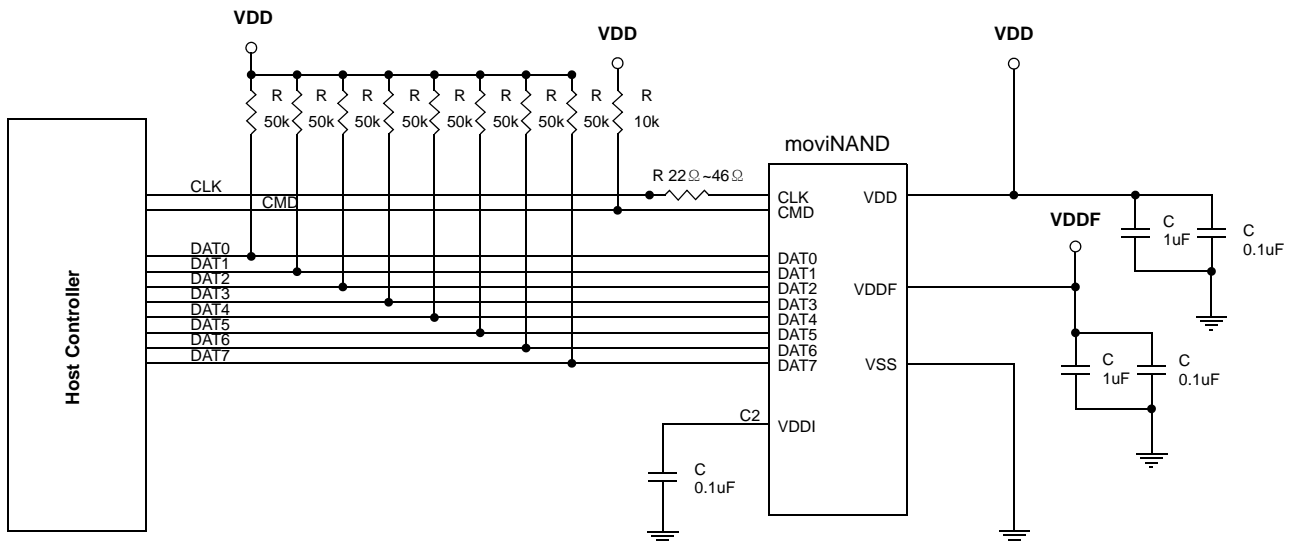 VDD
VDD
VDD
R R R R R R R R R
50k 50k 50k 50k 50k 50k 50k 50k 10k
moviNAND
R 22Ω~46Ω
CLK
CMD
CLK
CMD
VDD
C
1uF
C
0.1uF
VDDF
DAT0
DAT1
DAT2
DAT3
DAT4
DAT5
DAT6
DAT7
DAT0
DAT1
DAT2
DAT3
DAT4
DAT5
DAT6
DAT7
VDDF
VSS
C
1uF
C
0.1uF
Host Controller
C2
VDDI
C
0.1uF